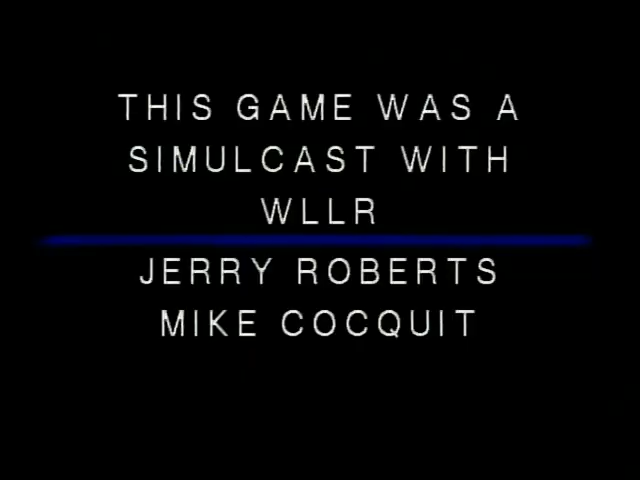 THIS GAME WAS A
SIMULCAST WITH
WLLR
JERRY ROBERTS
MIKE COCQUIT